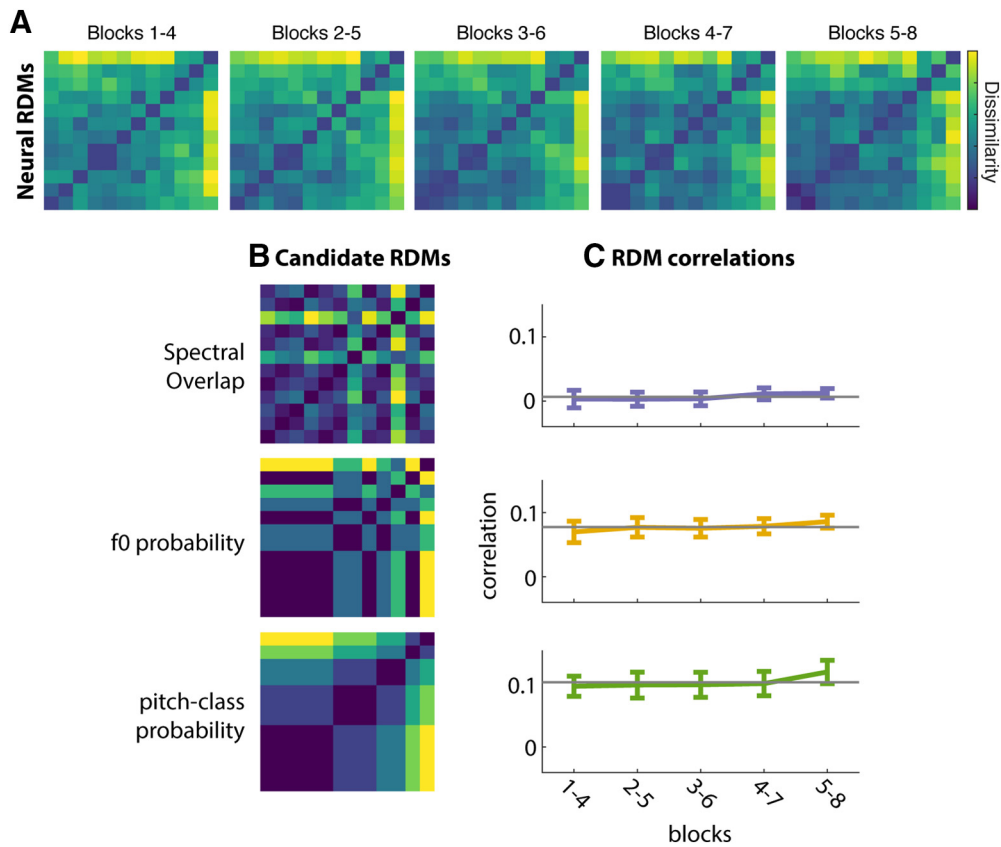 A
Blocks 1-4
Blocks 2-5
Blocks 3-6
Blocks 4-7
Blocks 5-8
Neural RDMs
Dissimilarity
B Candidate RDMs
C RDM correlations
Spectral
Overlap
0.1
0
f0 probability
0.1
0
correlation
pitch-class
probability
0.1
0
1-4
2-5
3-6
4-7
5-8
blocks